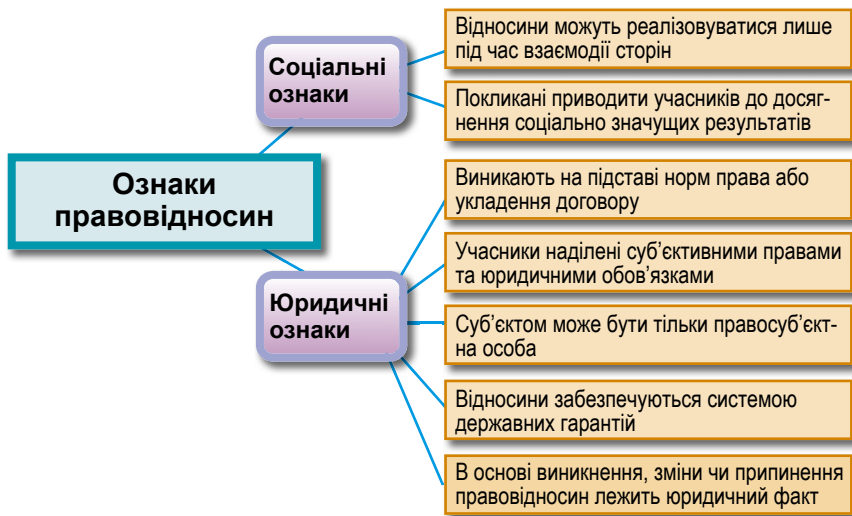 Ознаки
правовідносин
Соціальні
ознаки
Відносини можуть реалізовуватися лише
під час взаємодії сторін
Покликані приводити учасників до досяг-
нення соціально значущих результатів
Юридичні
ознаки
Виникають на підставі норм права або
укладення договору
Учасники наділені суб’єктивними правами
та юридичними обов’язками
Суб’єктом може бути тільки правосуб’єкт-
на особа
Відносини забезпечуються системою
державних гарантій
В основі виникнення, зміни чи припинення
правовідносин лежить юридичний факт